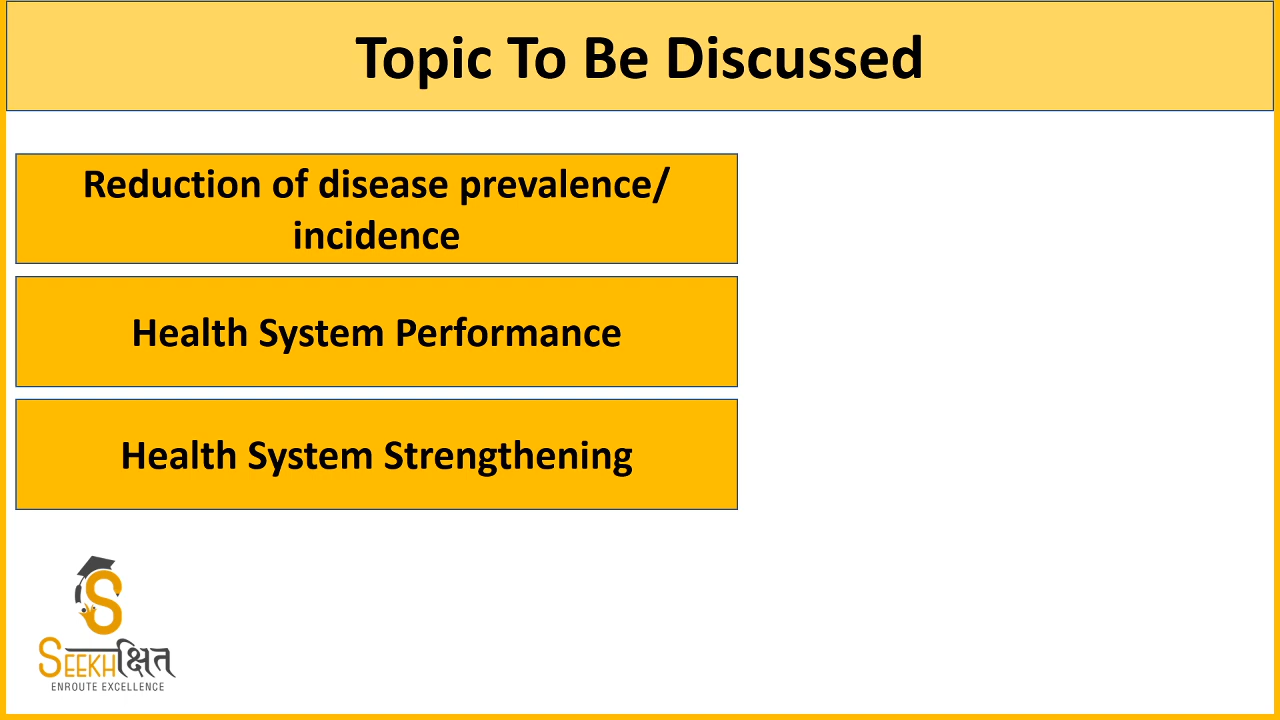 Topic To Be Discussed
Reduction of disease prevalence/
incidence
Health System Performance
Health System Strengthening
SEEKHक्षित
ENROUTE EXCELLENCE